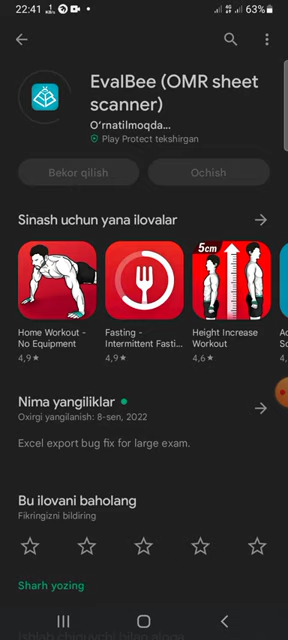 22:41
63%
EvalBee (OMR sheet
scanner)
Oʻrnatilmoqda...
Play Protect tekshirgan
Bekor qilish
Ochish
Sinash uchun yana ilovalar
5cm
Home Workout -
No Equipment
4,9★
Fasting -
Intermittent Fasti...
4,9★
Height Increase
Workout
4,6★
4,
Nima yangiliklar
Oxirgi yangilanish: 8-sen, 2022
Excel export bug fix for large exam.
Bu ilovani baholang
Fikringizni bildiring
Sharh yozing